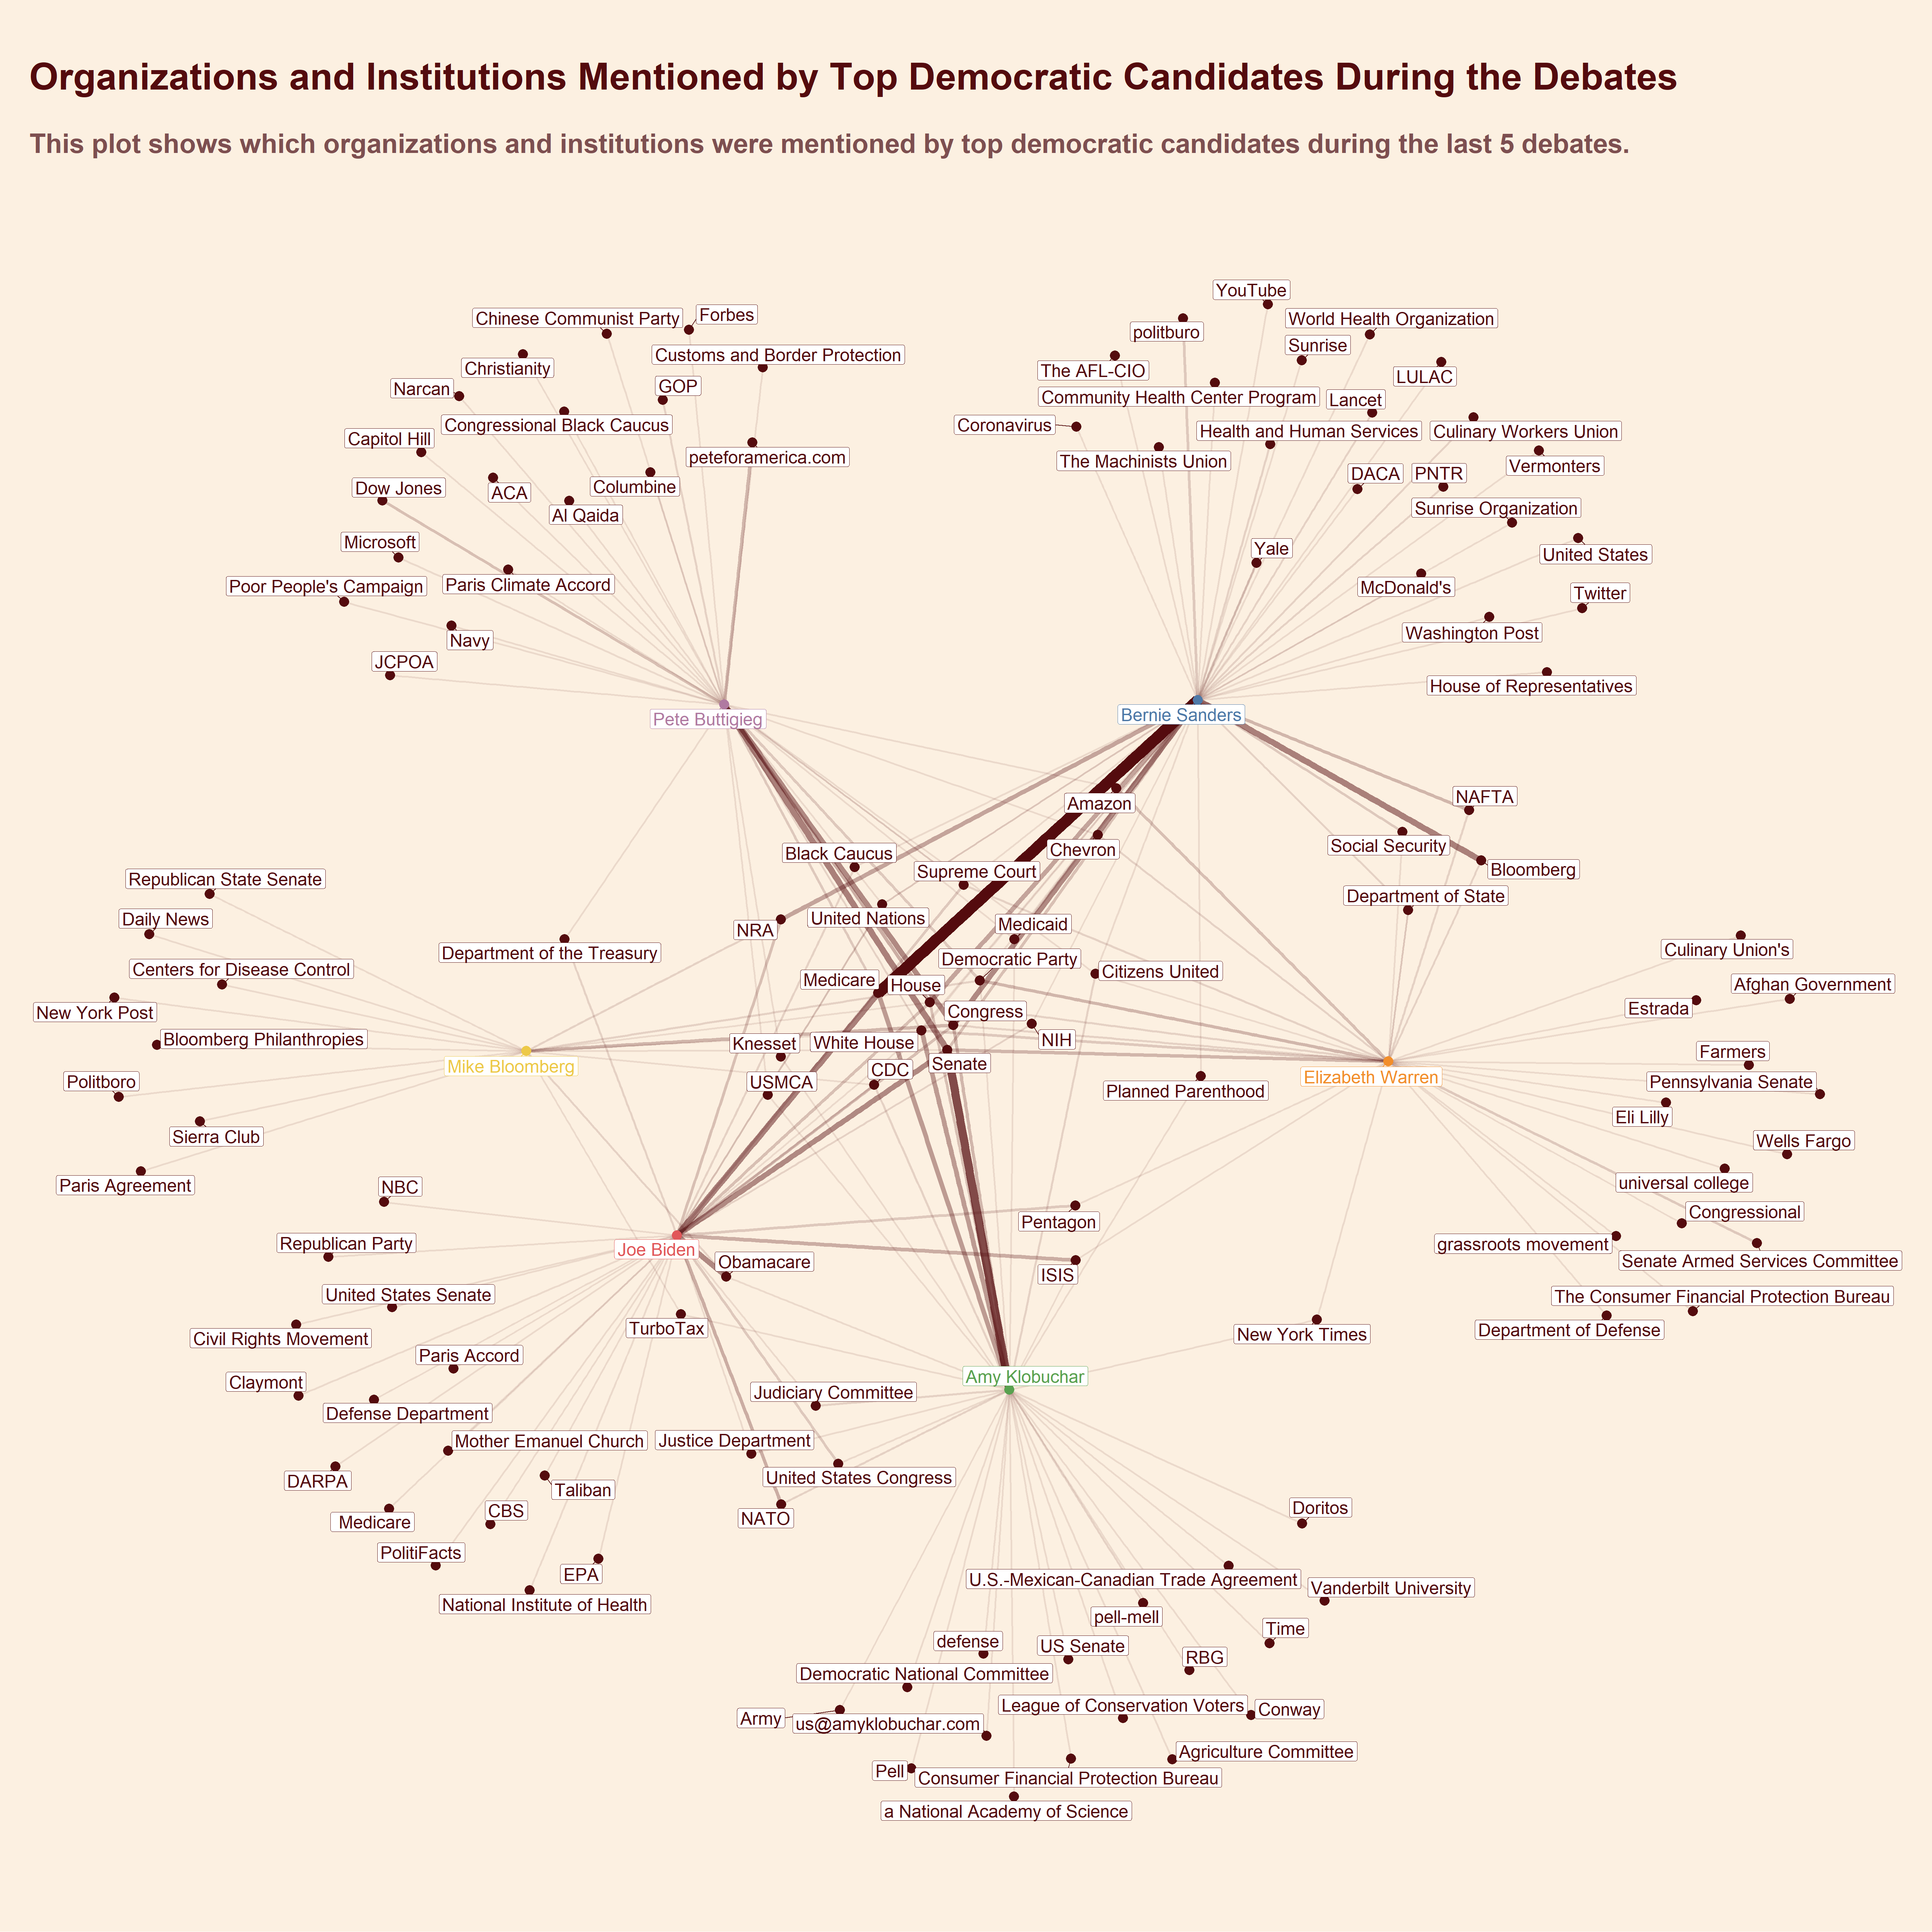 Organizations and Institutions Mentioned by Top Democratic Candidates During the Debates
This plot shows which organizations and institutions were mentioned by top democratic candidates during the last 5 debates.
YouTube
Chinese Communist Party
Forbes
World Health Organization
politburo
Sunrise
Customs and Border Protection
Christianity
The AFL-CIO
LULAC
Narcan
GOP
Community Health Center Program
Lancet
Congressional Black Caucus
Coronavirus
Health and Human Services
Culinary Workers Union
Capitol Hill
peteforamerica.com
The Machinists Union
Vermonters
DACA
PNTR
Dow Jones
ACA
Columbine
Sunrise Organization
Al Qaida
Microsoft
Yale
United States
Poor People's Campaign
Paris Climate Accord
McDonald's
Twitter
Navy
Washington Post
JCPOA
House of Representatives
Pete Buttigieg
Bernie Sanders
Amazon
NAFTA
Black Caucus
Chevron
Social Security
Supreme Court
Bloomberg
Republican State Senate
Department of State
Daily News
NRA
United Nations
Medicaid
Department of the Treasury
Culinary Union's
Democratic Party
Centers for Disease Control
Citizens United
Medicare
House
Afghan Government
New York Post
Congress
Estrada
Bloomberg Philanthropies
Knesset
White House
NIH
Mike Bloomberg
CDC
Senate
Farmers
Politboro
USMCA
Planned Parenthood
Elizabeth Warren
Pennsylvania Senate
Eli Lilly
Sierra Club
Wells Fargo
Paris Agreement
NBC
universal college
Pentagon
Congressional
Republican Party
Joe Biden
grassroots movement
Obamacare
ISIS
Senate Armed Services Committee
United States Senate
The Consumer Financial Protection Bureau
Civil Rights Movement
TurboTax
New York Times
Department of Defense
Paris Accord
Amy Klobuchar
Claymont
Judiciary Committee
Defense Department
Mother Emanuel Church
Justice Department
DARPA
Taliban
United States Congress
Medicare
CBS
NATO
Doritos
PolitiFacts
EPA
U.S.-Mexican-Canadian Trade Agreement
Vanderbilt University
National Institute of Health
pell-mell
Time
defense
US Senate
RBG
Democratic National Committee
League of Conservation Voters
Conway
Army
us@amyklobuchar.com
Agriculture Committee
Pell
Consumer Financial Protection Bureau
a National Academy of Science